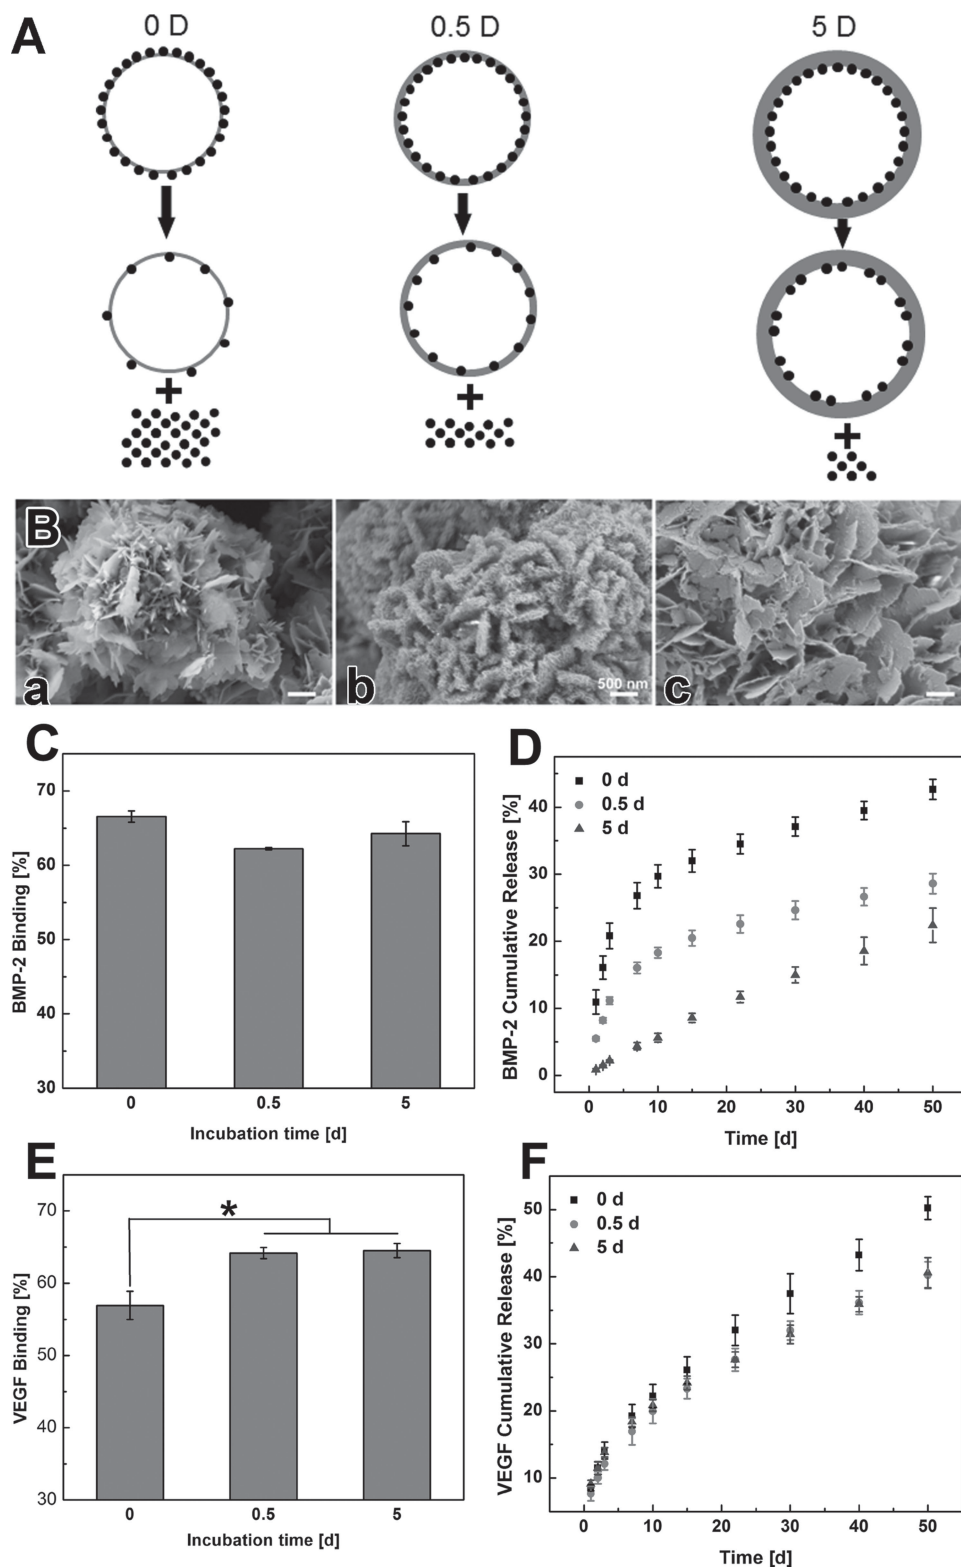 A
0 D
0.5 D
5 D
+
+
+
B
a
b
500 nm
c
C
BMP-2 Binding [%]
70
60
50
40
30
0
0.5
5
Incubation time [d]
D
BMP-2 Cumulative Release [%]
0 d
0.5 d
5 d
40
30
20
10
0
0
10
20
30
40
50
Time [d]
E
VEGF Binding [%]
70
60
50
40
30
*
0
0.5
5
Incubation time [d]
F
VEGF Cumulative Release [%]
0 d
0.5 d
5 d
50
40
30
20
10
0
10
20
30
40
50
Time [d]